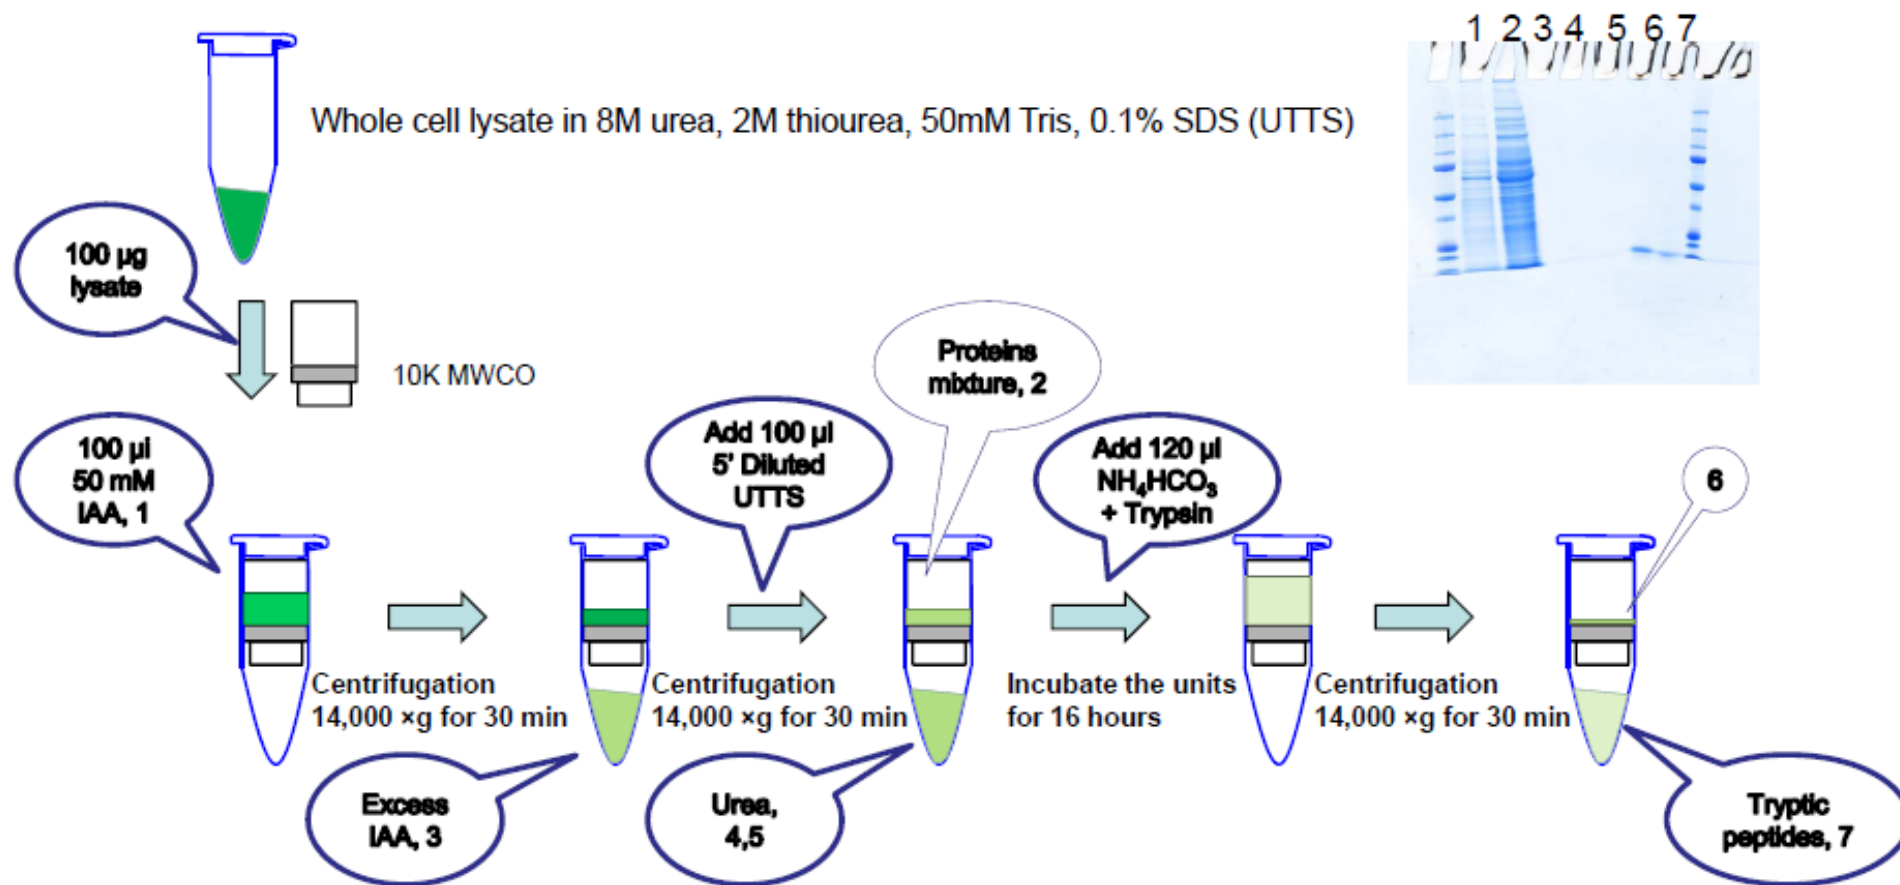 1 2 3 4 5 6 7
Whole cell lysate in 8M urea, 2M thiourea, 50mM Tris, 0.1% SDS (UTTS)
100 µg
lysate
10K MWCO
100 µl
50 mM
IAA, 1
Add 100 µl
5' Diluted
UTTS
Proteins
mixture, 2
Add 120 µl
NH₄HCO₃
+ Trypsin
6
Centrifugation
14,000 ×g for 30 min
Centrifugation
14,000 ×g for 30 min
Incubate the units
for 16 hours
Centrifugation
14,000 ×g for 30 min
Excess
IAA, 3
Urea,
4,5
Tryptic
peptides, 7